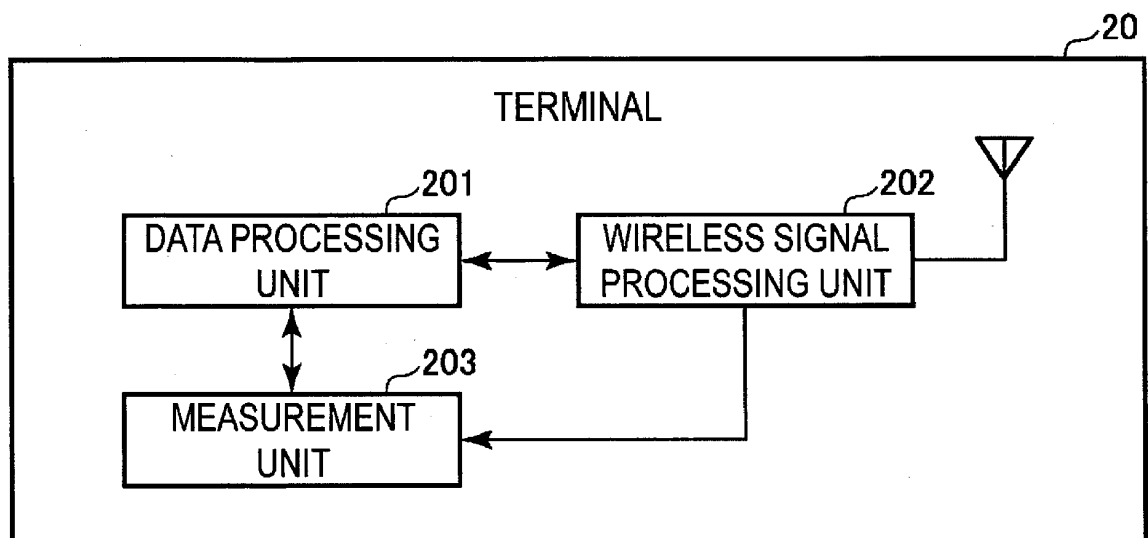 20
TERMINAL
201
DATA PROCESSING
UNIT
202
WIRELESS SIGNAL
PROCESSING UNIT
203
MEASUREMENT
UNIT